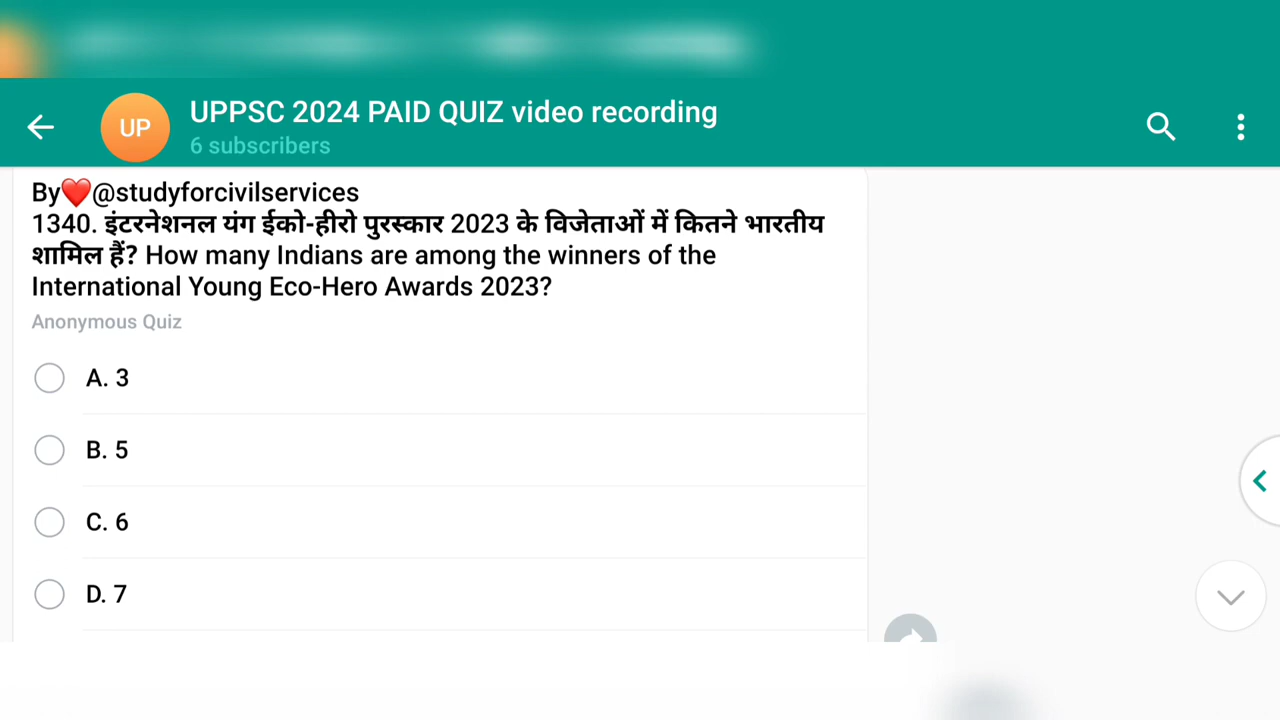 UP
UPPSC 2024 PAID QUIZ video recording
6 subscribers
By❤️@studyforcivilservices
1340. इंटरनेशनल यंग ईको-हीरो पुरस्कार 2023 के विजेताओं में कितने भारतीय
शामिल हैं? How many Indians are among the winners of the
International Young Eco-Hero Awards 2023?
Anonymous Quiz
A. 3
B. 5
C. 6
D. 7